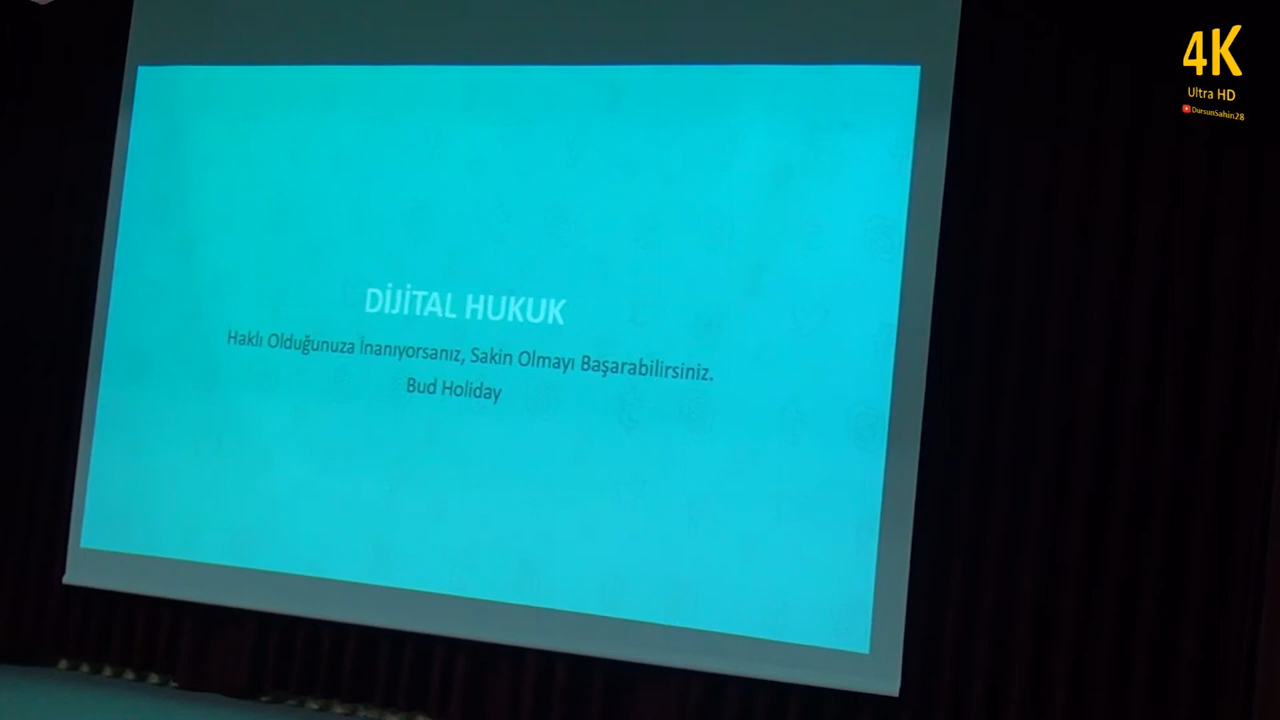 4K
Ultra HD
DursunSahin28
DİJİTAL HUKUK
Haklı Olduğunuza İnanıyorsanız, Sakin Olmayı Başarabilirsiniz.
Bud Holiday